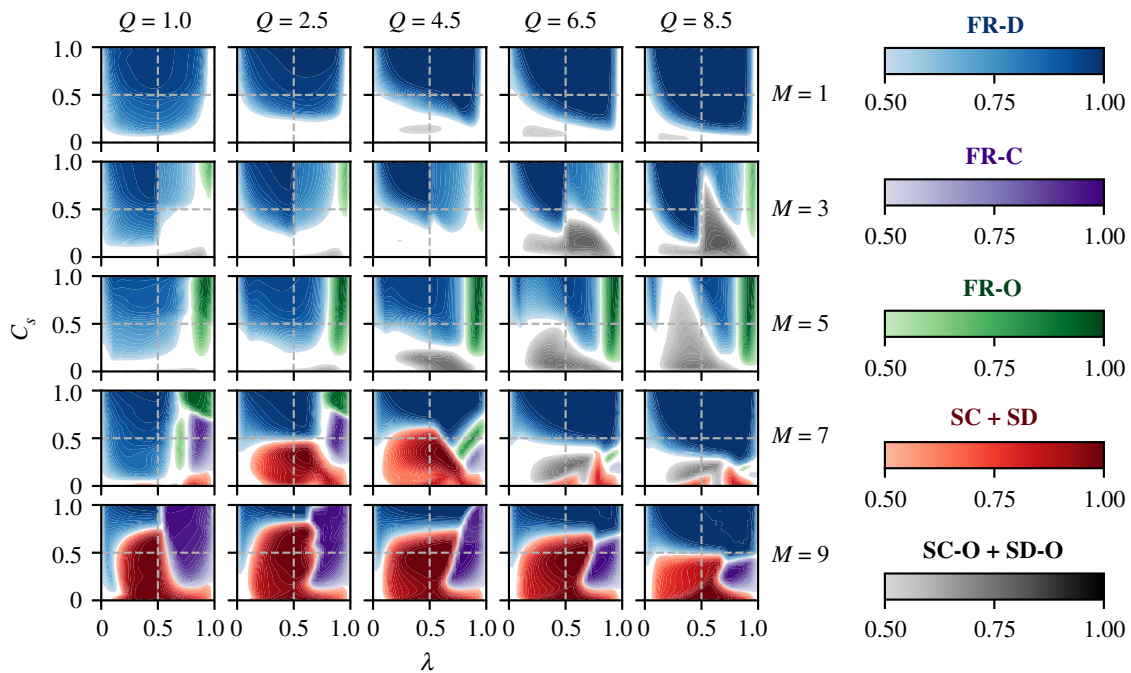 Q = 1.0 Q = 2.5 Q = 4.5 Q = 6.5 Q = 8.5
1.0
0.5
0
M = 1
1.0
0.5
0
M = 3
1.0
0.5
0
M = 5
1.0
0.5
0
M = 7
1.0
0.5
0
M = 9
C_s
0 0.5 1.0 0 0.5 1.0 0 0.5 1.0 0 0.5 1.0 0 0.5 1.0
λ
FR-D
0.50 0.75 1.00
FR-C
0.50 0.75 1.00
FR-O
0.50 0.75 1.00
SC + SD
0.50 0.75 1.00
SC-O + SD-O
0.50 0.75 1.00